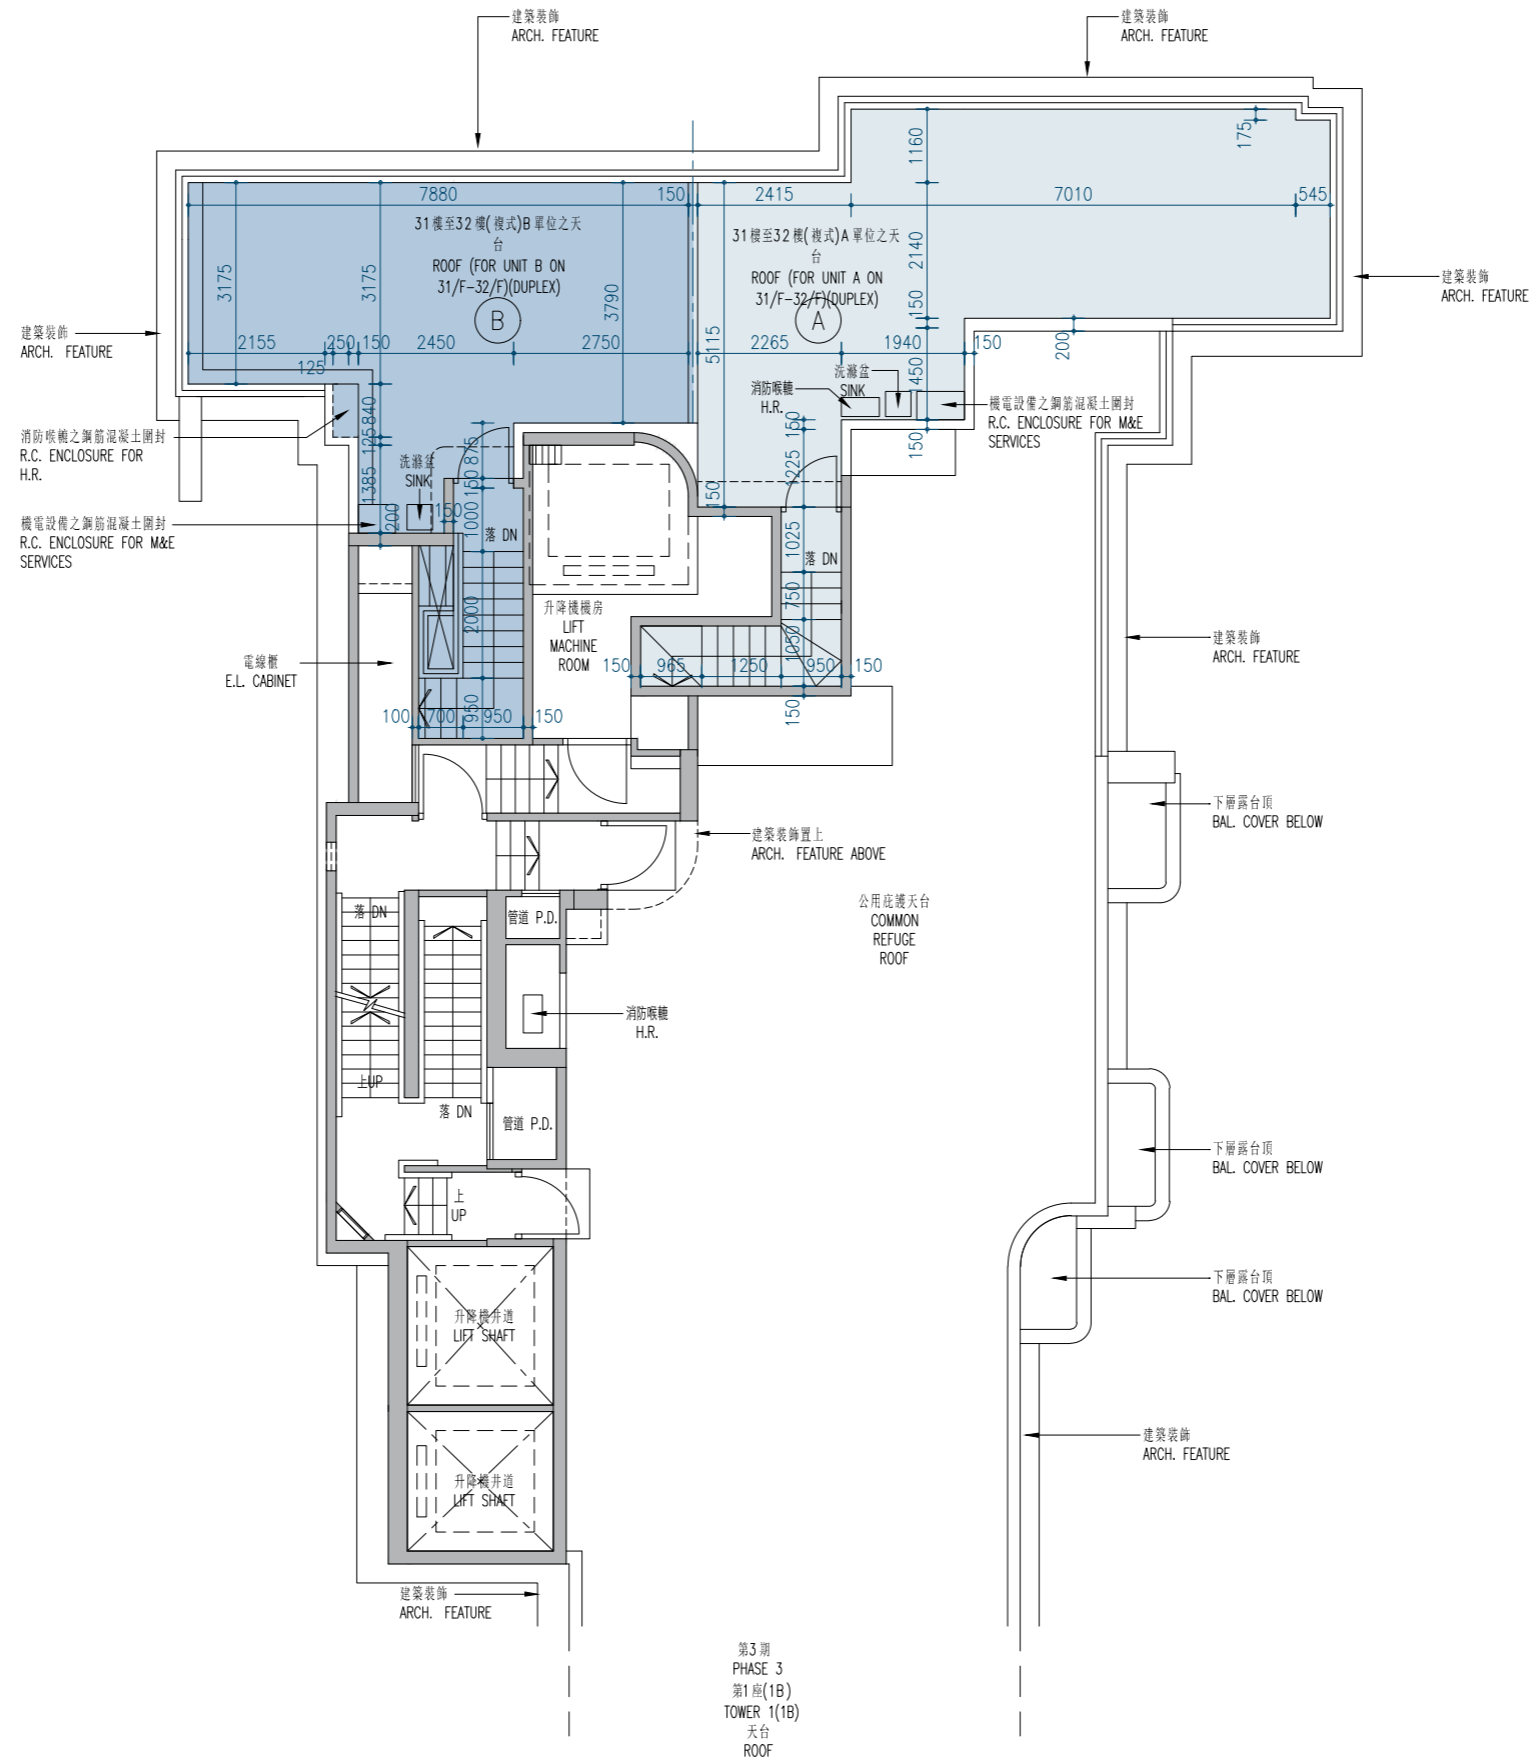 建築裝飾
ARCH. FEATURE
建築裝飾
ARCH. FEATURE
175
1160
7880
150
2415
7010
545
31樓至32樓(複式)B單位之天
台
ROOF (FOR UNIT B ON
31/F-32/F)(DUPLEX)
B
31樓至32樓(複式)A單位之天
台
ROOF (FOR UNIT A ON
31/F-32/F)(DUPLEX)
A
3175
3175
3790
5115
2140
150
200
建築裝飾
ARCH. FEATURE
建築裝飾
ARCH. FEATURE
2155
250
150
2450
2750
2265
1940
150
125
1450
洗滌盆
SINK
消防喉轆
H.R.
機電設備之鋼筋混凝土圍封
R.C. ENCLOSURE FOR M&E
SERVICES
消防喉轆之鋼筋混凝土圍封
R.C. ENCLOSURE FOR
H.R.
840
125
1385
200
洗滌盆
SINK
150
875
150
1000
2000
950
150
1225
150
150
1025
750
1050
150
機電設備之鋼筋混凝土圍封
R.C. ENCLOSURE FOR M&E
SERVICES
落 DN
落 DN
升降機機房
LIFT
MACHINE
ROOM
150
965
1250
950
150
電線櫃
E.L. CABINET
建築裝飾
ARCH. FEATURE
100
700
950
150
下層露台頂
BAL. COVER BELOW
建築裝飾置上
ARCH. FEATURE ABOVE
公用庇護天台
COMMON
REFUGE
ROOF
落 DN
管道 P.D.
消防喉轆
H.R.
上UP
落 DN
管道 P.D.
下層露台頂
BAL. COVER BELOW
上
UP
下層露台頂
BAL. COVER BELOW
升降機井道
LIFT SHAFT
建築裝飾
ARCH. FEATURE
升降機井道
LIFT SHAFT
建築裝飾
ARCH. FEATURE
第3期
PHASE 3
第1座(1B)
TOWER 1(1B)
天台
ROOF